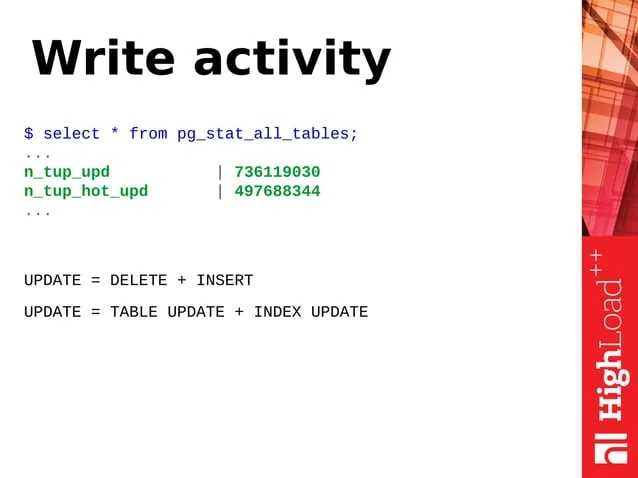 Write activity
$ select * from pg_stat_all_tables;
...
n_tup_upd | 736119030
n_tup_hot_upd | 497688344
...
UPDATE = DELETE + INSERT
UPDATE = TABLE UPDATE + INDEX UPDATE
HighLoad++